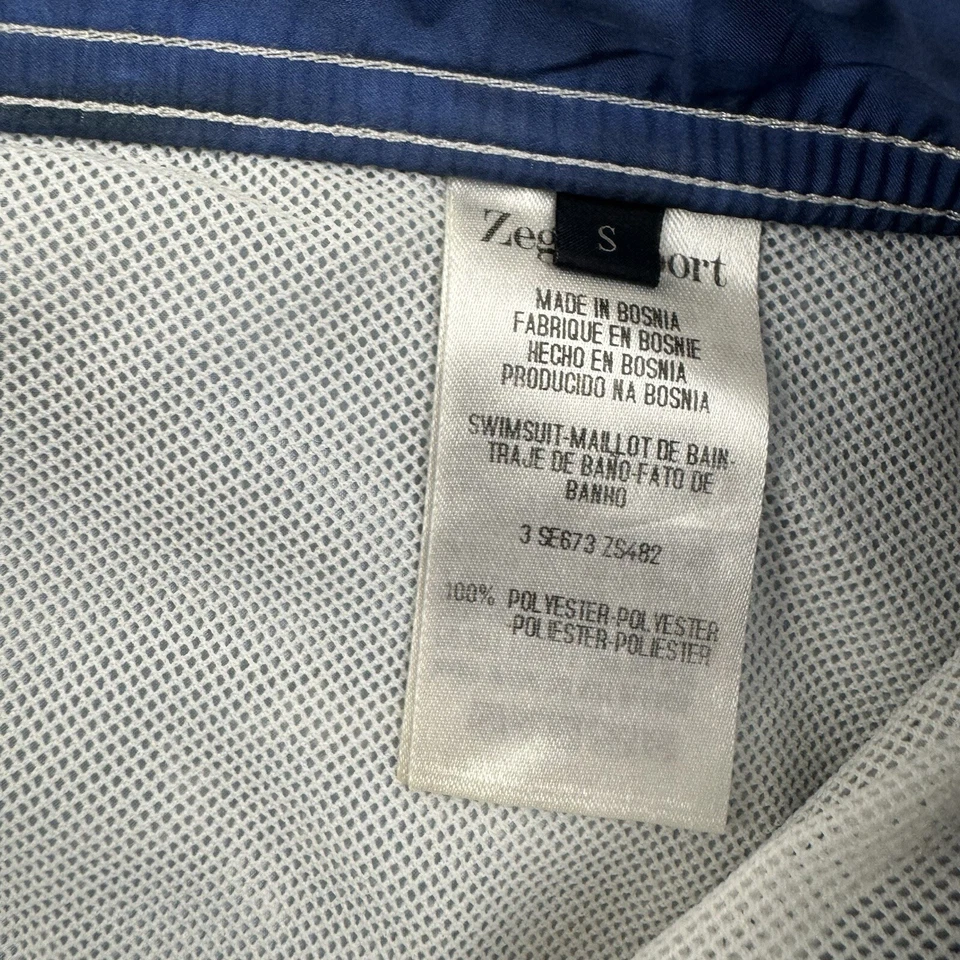 S
MADE IN BOSNIA
FABRIQUE EN BOSNIE
HECHO EN BOSNIA
PRODUCIDO NA BOSNIA
SWIMSUIT-MAILLOT DE BAIN-
TRAJE DE BAÑO-FATO DE
BANHO
3 SE673 ZS482
100% POLYESTER-POLYESTER
POLIESTER-POLIESTER